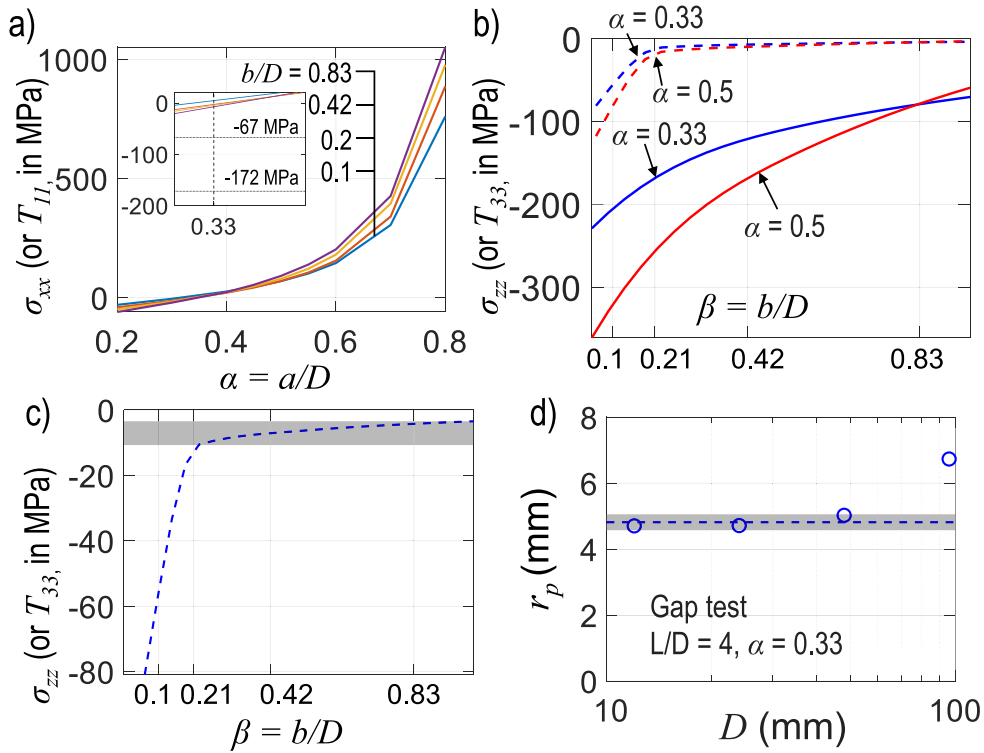 a)
σxx (or T11, in MPa)
1000
500
0
b/D = 0.83
0.42
0.2
0.1
0
-100
-200
-67 MPa
-172 MPa
0.33
0.2
0.4
0.6
0.8
α = a/D
b)
σzz (or T33, in MPa)
0
-100
-200
-300
α = 0.33
α = 0.5
α = 0.33
α = 0.5
β = b/D
0.1
0.21
0.42
0.83
c)
σzz (or T33, in MPa)
0
-20
-40
-60
-80
0.1
0.21
0.42
0.83
β = b/D
d)
rp (mm)
8
6
4
2
0
Gap test
L/D = 4, α = 0.33
10
100
D (mm)